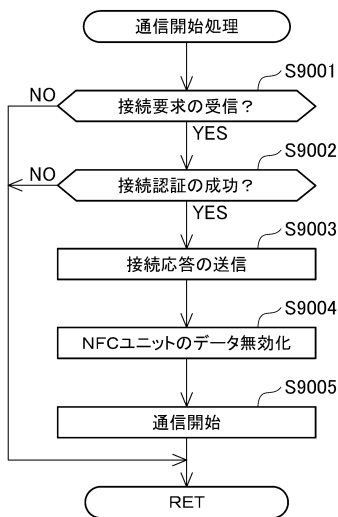 通信開始処理
S9001
NO
接続要求の受信？
YES
S9002
NO
接続認証の成功？
YES
S9003
接続応答の送信
S9004
NFCユニットのデータ無効化
S9005
通信開始
RET